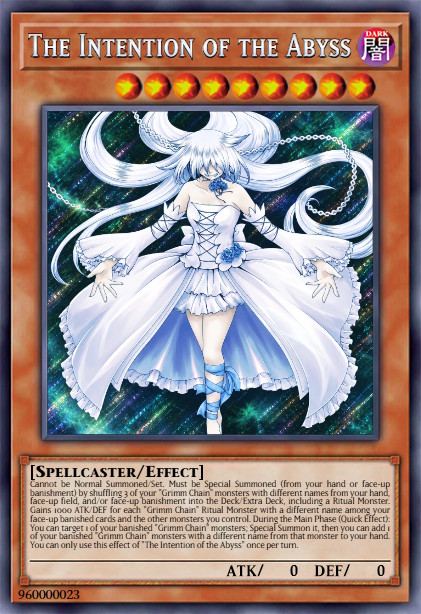 The Intention of the Abyss
DARK
闇
[Spellcaster/Effect]
Cannot be Normal Summoned/Set. Must be Special Summoned (from your hand or face-up
banishment) by shuffling 3 of your "Grimm Chain" monsters with different names from your hand,
face-up field, and/or face-up banishment into the Deck/Extra Deck, including a Ritual Monster.
Gains 1000 ATK/DEF for each "Grimm Chain" Ritual Monster with a different name among your
face-up banished cards and the other monsters you control. During the Main Phase (Quick Effect):
You can target 1 of your banished "Grimm Chain" monsters; Special Summon it, then you can add 1
of your banished "Grimm Chain" monsters with a different name from that monster to your hand.
You can only use this effect of "The Intention of the Abyss" once per turn.
ATK/ 0 DEF/ 0
960000023